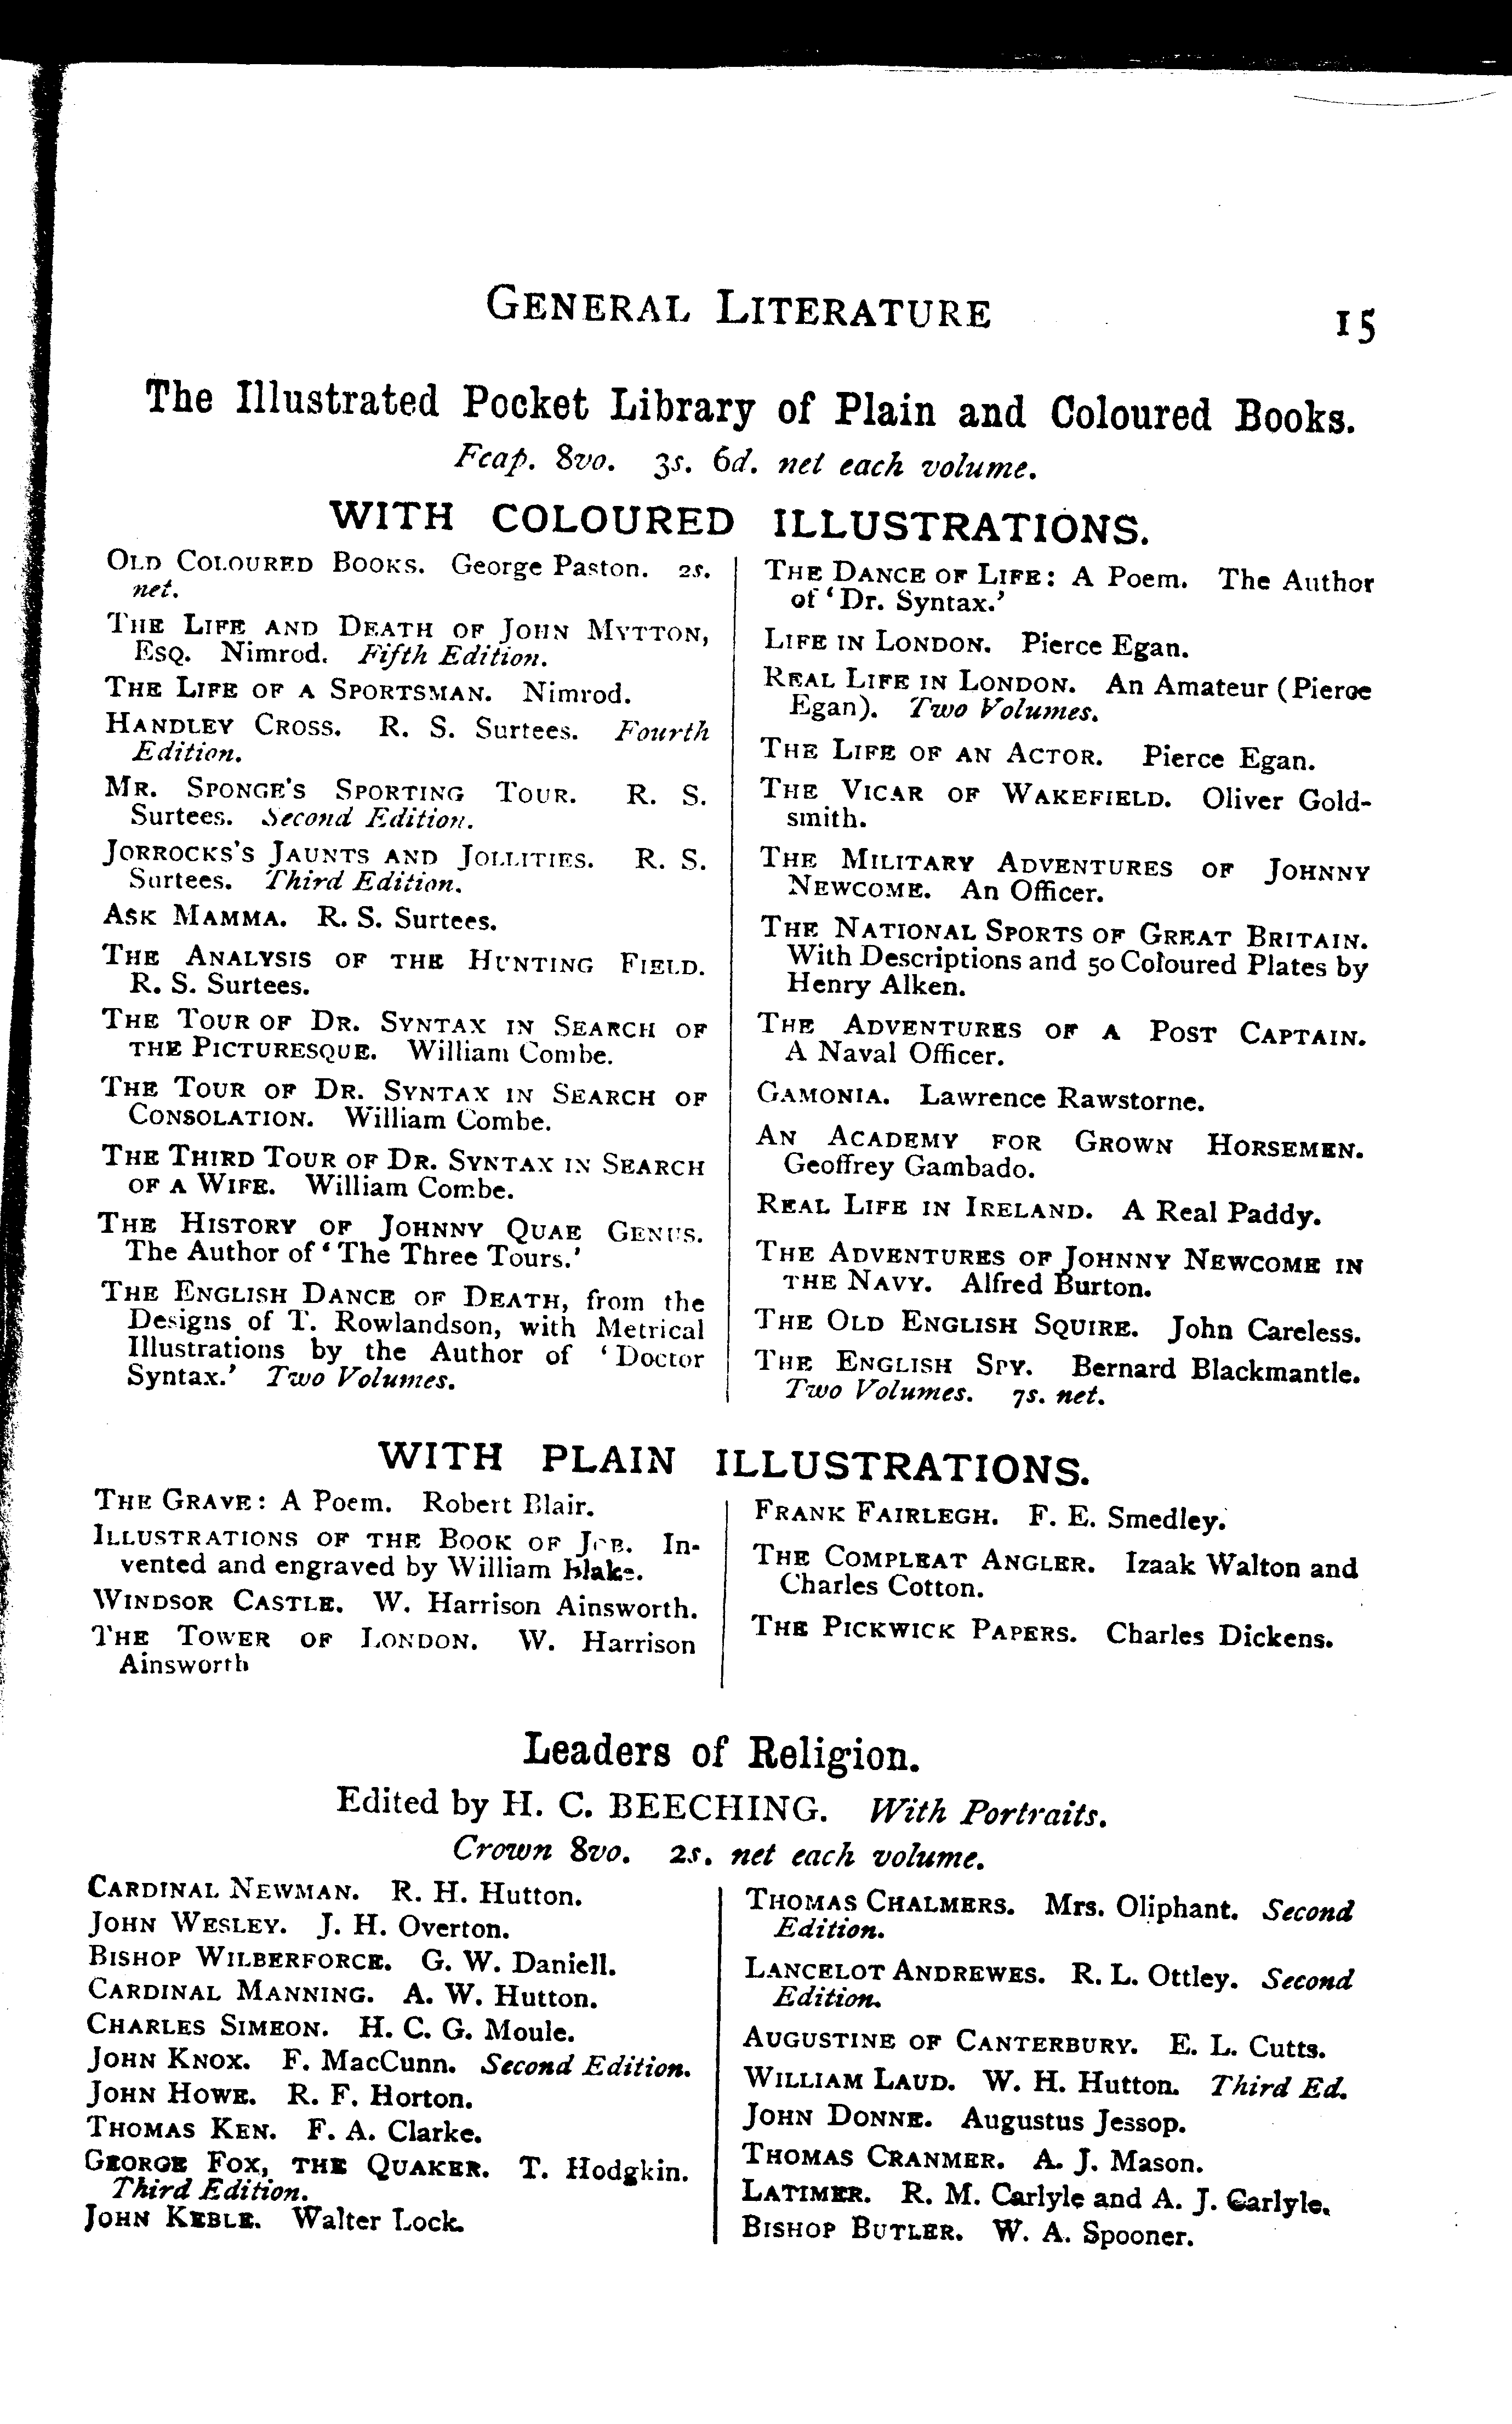 GENERAL LITERATURE 15
The Illustrated Pocket Library of Plain and Coloured Books.
Fcap. 8vo. 3s. 6d. net each volume.
WITH COLOURED ILLUSTRATIONS.
OLD COLOURED BOOKS. George Paston. 2s.
net.
THE LIFE AND DEATH OF JOHN MYTTON,
ESQ. Nimrod. Fifth Edition.
THE LIFE OF A SPORTSMAN. Nimrod.
HANDLEY CROSS. R. S. Surtees. Fourth
Edition.
MR. SPONGE'S SPORTING TOUR. R. S.
Surtees. Second Edition.
JORROCKS'S JAUNTS AND JOLLITIES. R. S.
Surtees. Third Edition.
ASK MAMMA. R. S. Surtees.
THE ANALYSIS OF THE HUNTING FIELD.
R. S. Surtees.
THE TOUR OF DR. SYNTAX IN SEARCH OF
THE PICTURESQUE. William Combe.
THE TOUR OF DR. SYNTAX IN SEARCH OF
CONSOLATION. William Combe.
THE THIRD TOUR OF DR. SYNTAX IN SEARCH
OF A WIFE. William Combe.
THE HISTORY OF JOHNNY QUAE GENUS.
The Author of 'The Three Tours.'
THE ENGLISH DANCE OF DEATH, from the
Designs of T. Rowlandson, with Metrical
Illustrations by the Author of 'Doctor
Syntax.' Two Volumes.
THE DANCE OF LIFE: A Poem. The Author
of 'Dr. Syntax.'
LIFE IN LONDON. Pierce Egan.
REAL LIFE IN LONDON. An Amateur (Pierce
Egan). Two Volumes.
THE LIFE OF AN ACTOR. Pierce Egan.
THE VICAR OF WAKEFIELD. Oliver Gold-
smith.
THE MILITARY ADVENTURES OF JOHNNY
NEWCOME. An Officer.
THE NATIONAL SPORTS OF GREAT BRITAIN.
With Descriptions and 50 Coloured Plates by
Henry Alken.
THE ADVENTURES OF A POST CAPTAIN.
A Naval Officer.
GAMONIA. Lawrence Rawstorne.
AN ACADEMY FOR GROWN HORSEMEN.
Geoffrey Gambado.
REAL LIFE IN IRELAND. A Real Paddy.
THE ADVENTURES OF JOHNNY NEWCOME IN
THE NAVY. Alfred Burton.
THE OLD ENGLISH SQUIRE. John Careless.
THE ENGLISH SPY. Bernard Blackmantle.
Two Volumes. 7s. net.
WITH PLAIN ILLUSTRATIONS.
THE GRAVE: A Poem. Robert Blair.
ILLUSTRATIONS OF THE BOOK OF JOB. In-
vented and engraved by William Blake.
WINDSOR CASTLE. W. Harrison Ainsworth.
THE TOWER OF LONDON. W. Harrison
Ainsworth
FRANK FAIRLEGH. F. E. Smedley.
THE COMPLEAT ANGLER. Izaak Walton and
Charles Cotton.
THE PICKWICK PAPERS. Charles Dickens.
Leaders of Religion.
Edited by H. C. BEECHING. With Portraits.
Crown 8vo. 2s. net each volume.
CARDINAL NEWMAN. R. H. Hutton.
JOHN WESLEY. J. H. Overton.
BISHOP WILBERFORCE. G. W. Daniell.
CARDINAL MANNING. A. W. Hutton.
CHARLES SIMEON. H. C. G. Moule.
JOHN KNOX. F. MacCunn. Second Edition.
JOHN HOWE. R. F. Horton.
THOMAS KEN. F. A. Clarke.
GEORGE FOX, THE QUAKER. T. Hodgkin.
Third Edition.
JOHN KEBLE. Walter Lock.
THOMAS CHALMERS. Mrs. Oliphant. Second
Edition.
LANCELOT ANDREWES. R. L. Ottley. Second
Edition.
AUGUSTINE OF CANTERBURY. E. L. Cutts.
WILLIAM LAUD. W. H. Hutton. Third Ed.
JOHN DONNE. Augustus Jessop.
THOMAS CRANMER. A. J. Mason.
LATIMER. R. M. Carlyle and A. J. Carlyle.
BISHOP BUTLER. W. A. Spooner.